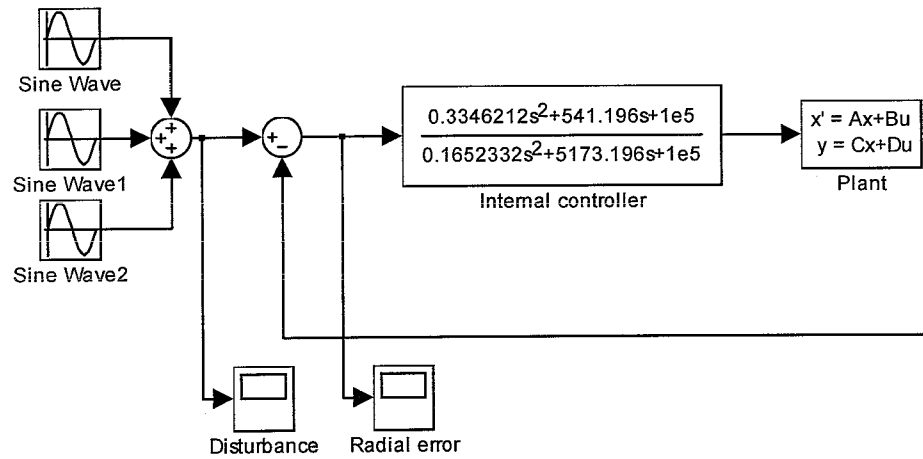 Sine Wave
Sine Wave1
Sine Wave2
+
+
+
+
−
0.3346212s²+541.196s+1e5
0.1652332s²+5173.196s+1e5
Internal controller
x' = Ax+Bu
y = Cx+Du
Plant
Disturbance
Radial error